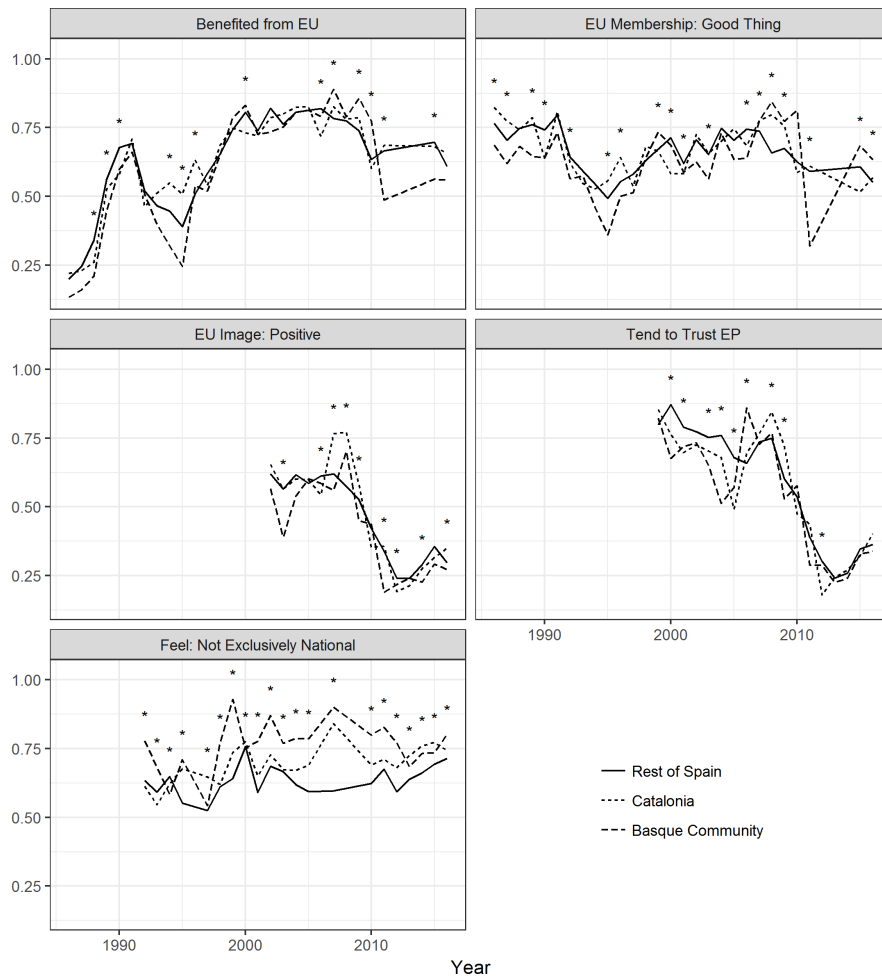 Benefited from EU
EU Membership: Good Thing
1.00
0.75
0.50
0.25
EU Image: Positive
Tend to Trust EP
1.00
0.75
0.50
0.25
1990 2000 2010
Feel: Not Exclusively National
1.00
0.75
0.50
0.25
Rest of Spain
Catalonia
Basque Community
1990 2000 2010
Year